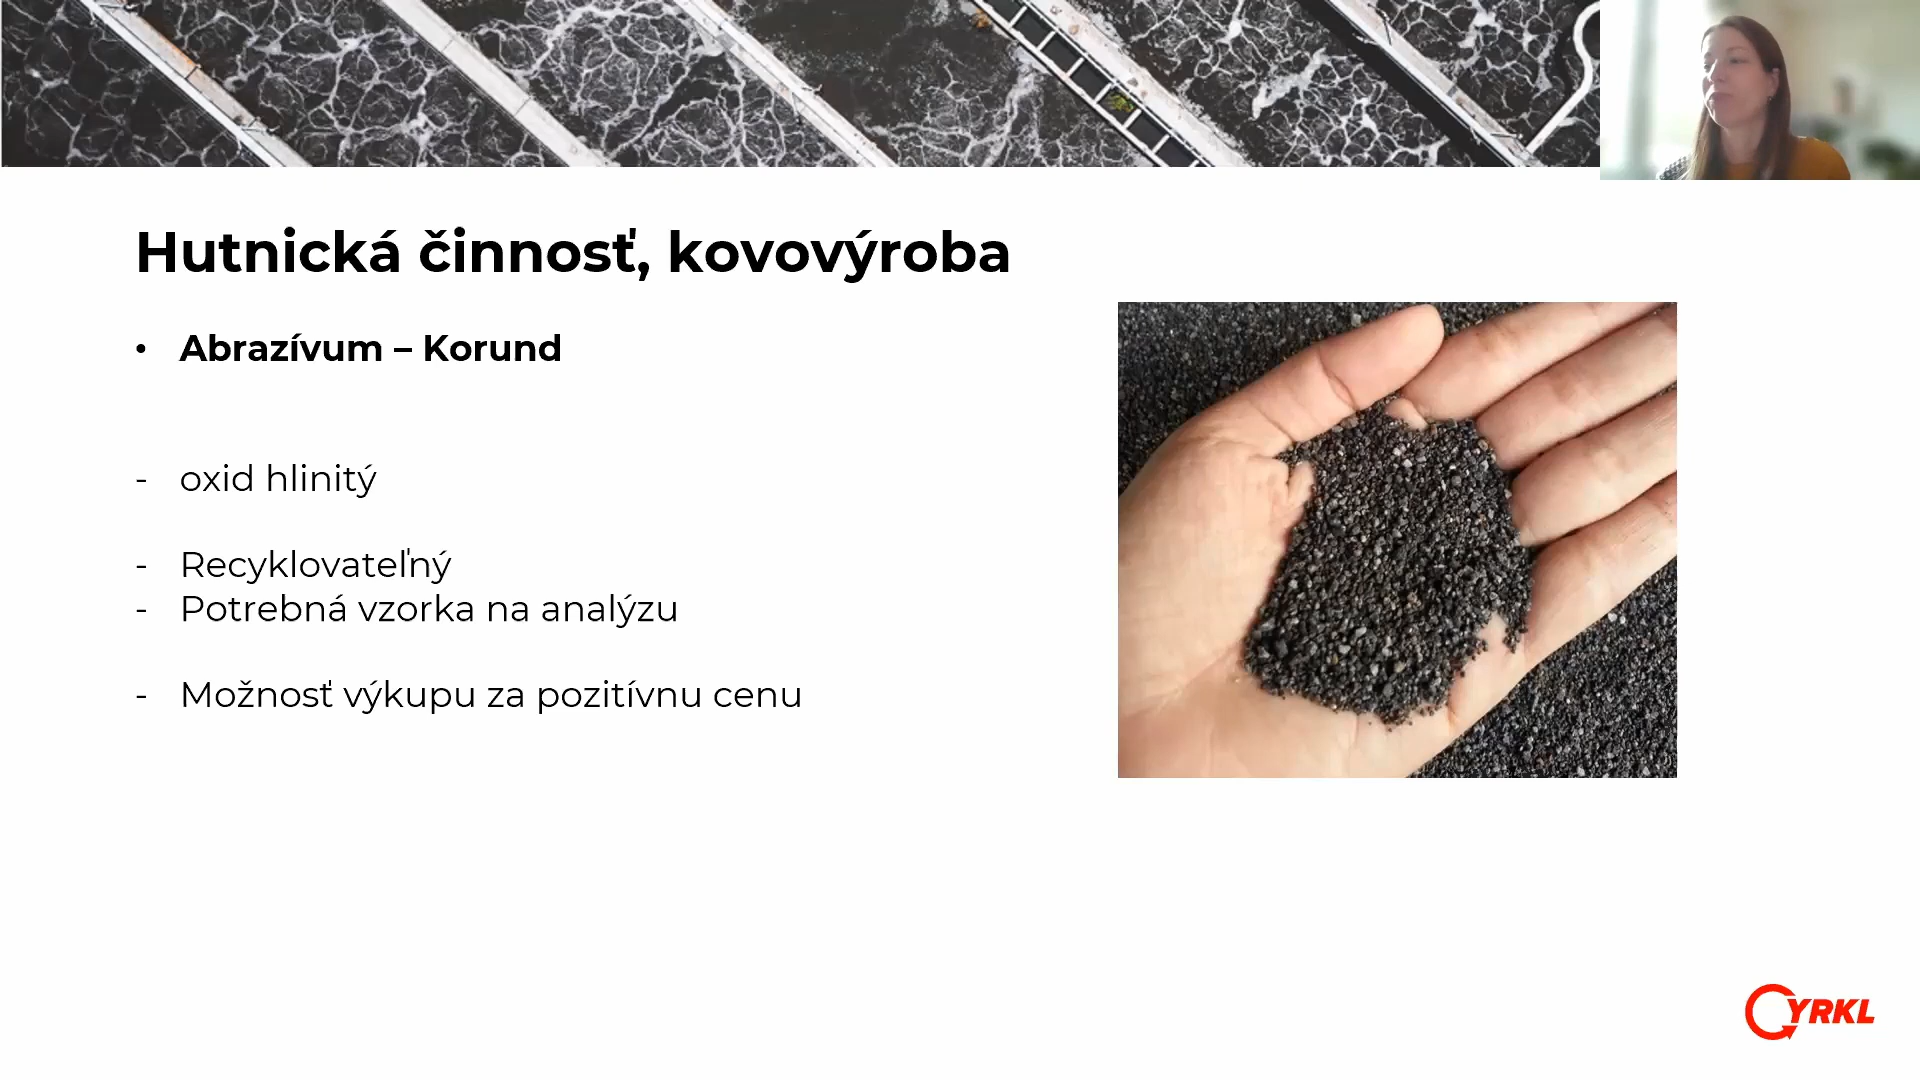 Hutnická činnosť, kovovýroba
• Abrazívum – Korund
- oxid hlinitý
- Recyklovateľný
- Potrebná vzorka na analýzu
- Možnosť výkupu za pozitívnu cenu
CYRKL